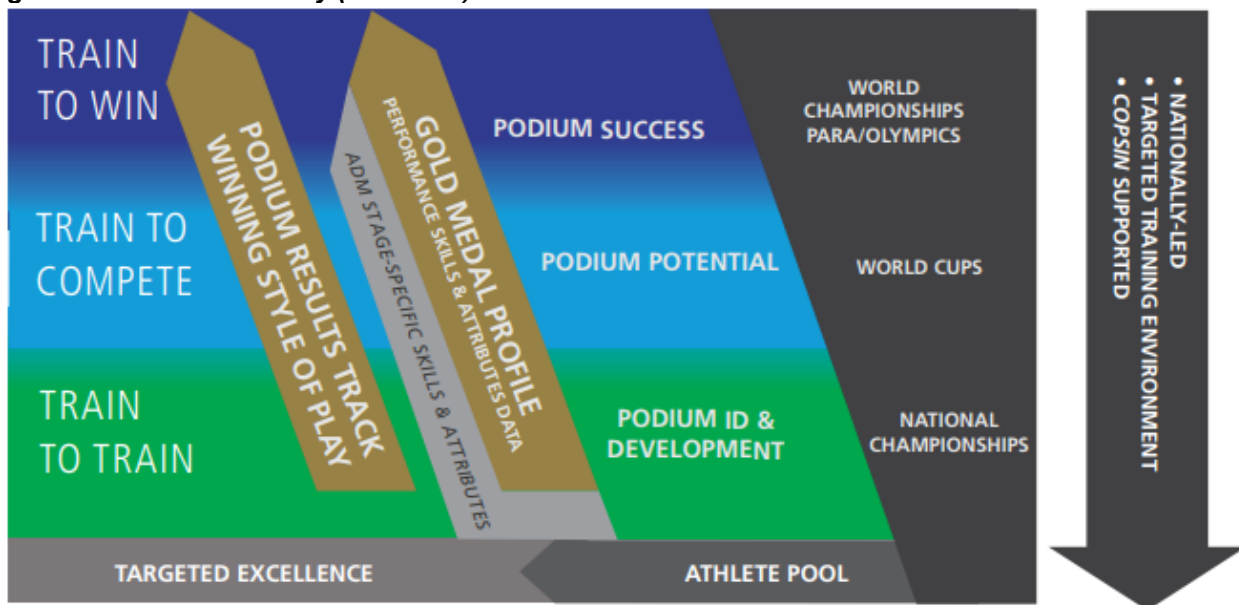 TRAIN
TO WIN
TRAIN TO
COMPETE
TRAIN
TO TRAIN
PODIUM RESULTS TRACK
WINNING STYLE OF PLAY
ADM STAGE-SPECIFIC SKILLS & ATTRIBUTES
GOLD MEDAL PROFILE
PERFORMANCE SKILLS & ATTRIBUTES DATA
PODIUM SUCCESS
PODIUM POTENTIAL
PODIUM ID &
DEVELOPMENT
WORLD
CHAMPIONSHIPS
PARA/OLYMPICS
WORLD CUPS
NATIONAL
CHAMPIONSHIPS
TARGETED EXCELLENCE
ATHLETE POOL
• NATIONALLY-LED
• TARGETED TRAINING ENVIRONMENT
• COPSIN SUPPORTED